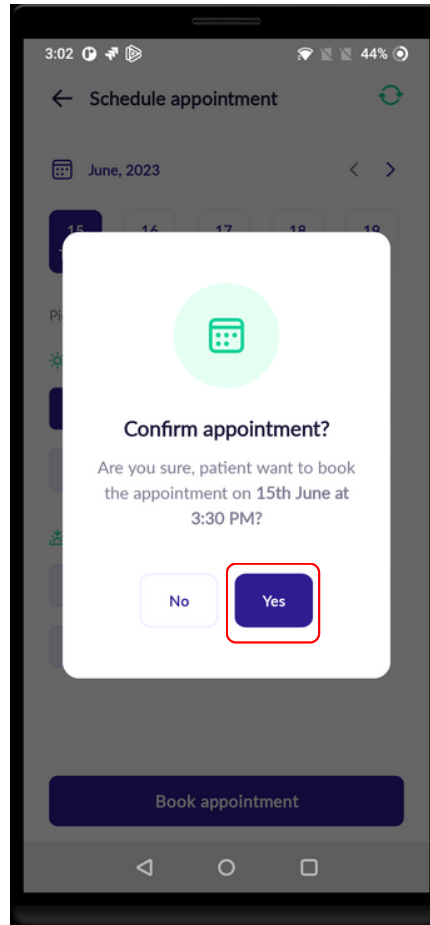 3:02 44%
Schedule appointment
June, 2023
15 16 17 18 19
Confirm appointment?
Are you sure, patient want to book
the appointment on 15th June at
3:30 PM?
No Yes
Book appointment